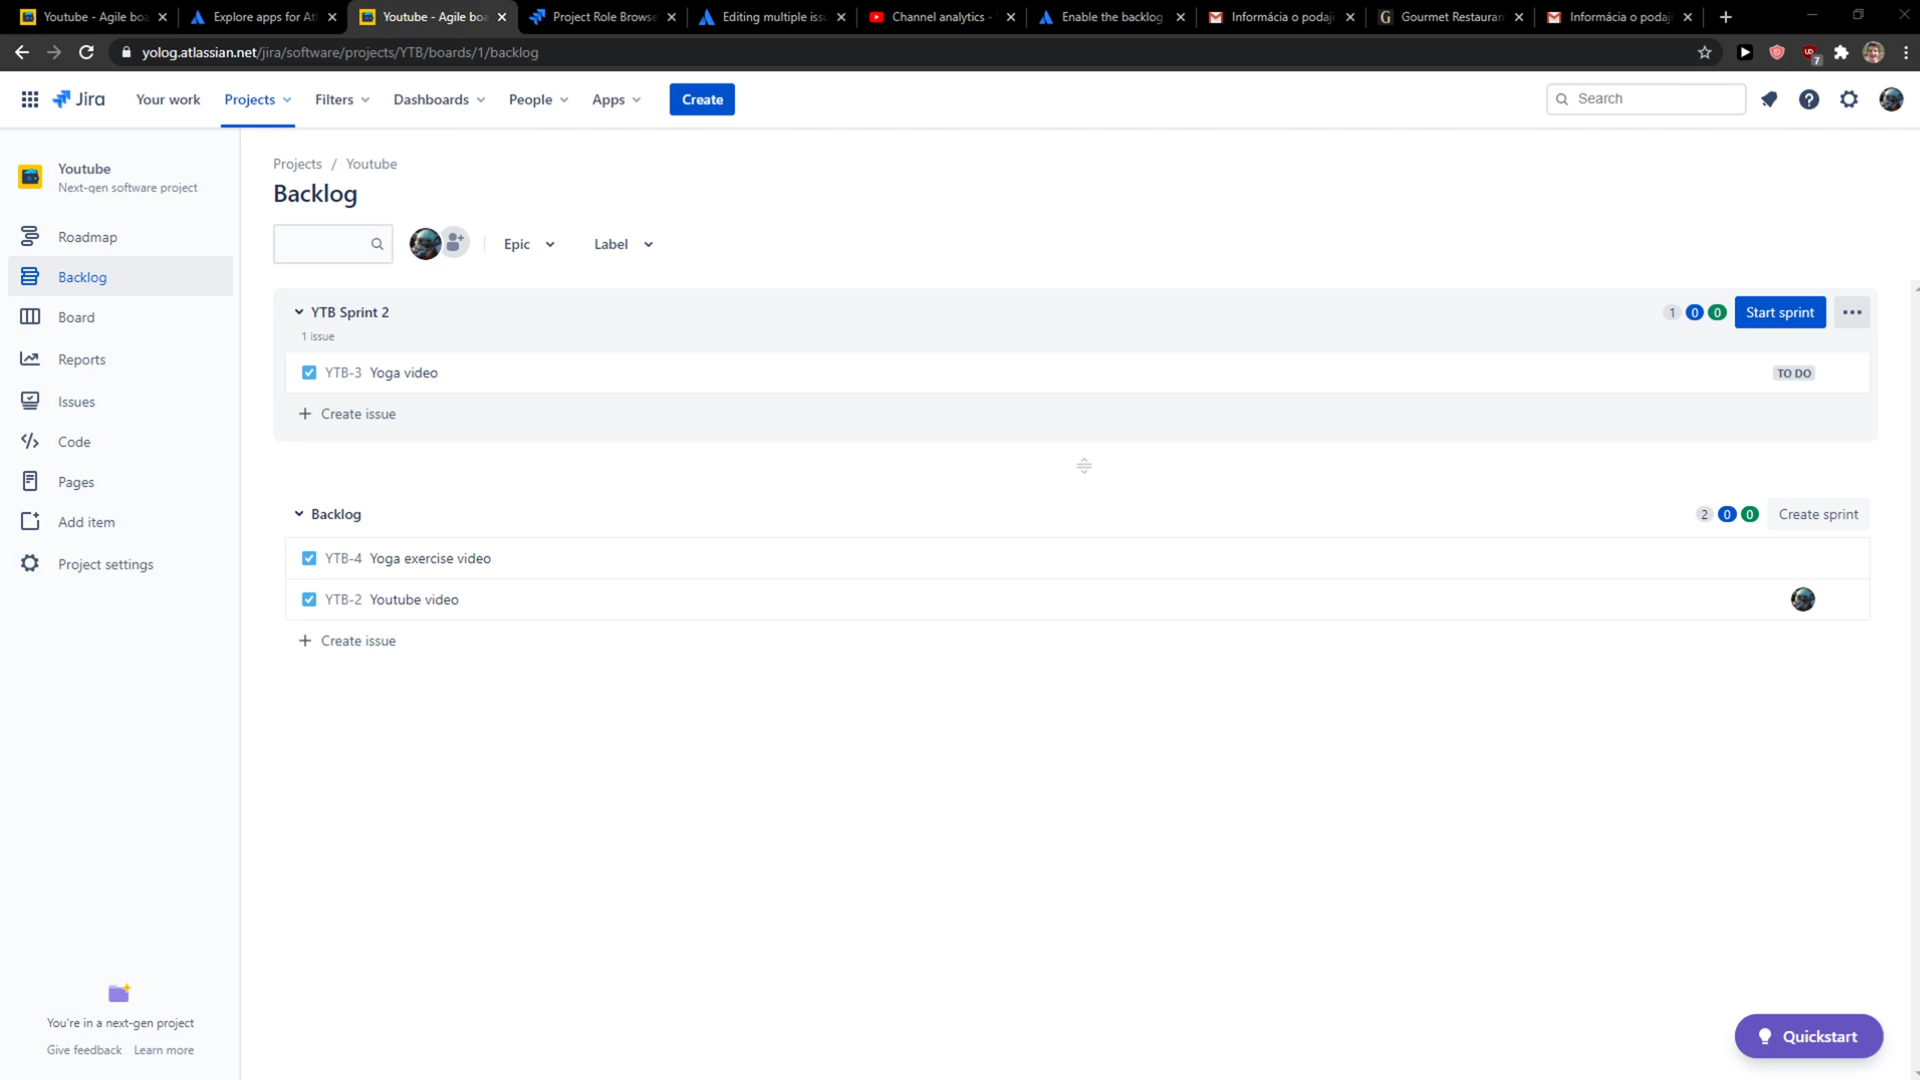 Youtube - Agile boa
Explore apps for Atl
Youtube - Agile boa
Project Role Browse
Editing multiple issu
Channel analytics -
Enable the backlog
Informácia o podaji
Gourmet Restauran
Informácia o podaji
yolog.atlassian.net/jira/software/projects/YTB/boards/1/backlog
7
Jira
Your work
Projects
Filters
Dashboards
People
Apps
Create
Search
Youtube
Next-gen software project
Roadmap
Backlog
Board
Reports
Issues
Code
Pages
Add item
Project settings
You're in a next-gen project
Give feedback Learn more
Projects / Youtube
Backlog
Epic
Label
YTB Sprint 2
1 0 0
Start sprint
1 issue
YTB-3 Yoga video
TO DO
Create issue
Backlog
2 0 0
Create sprint
YTB-4 Yoga exercise video
YTB-2 Youtube video
Create issue
Quickstart